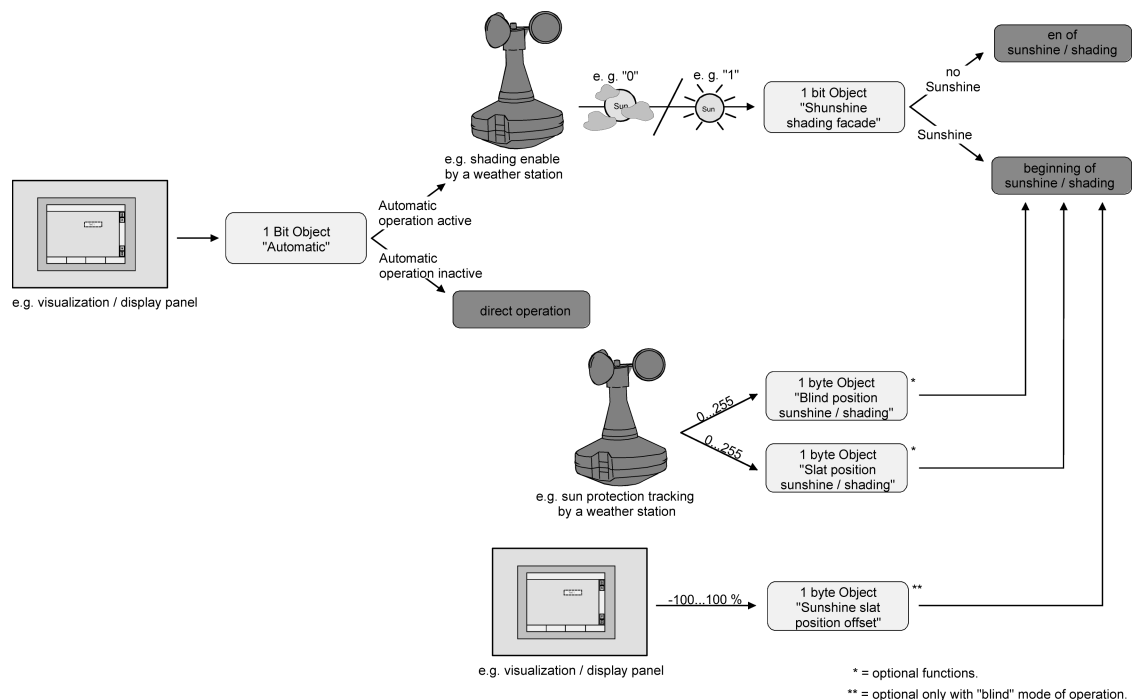 en of
sunshine / shading
no
Sunshine
e. g. "0"
e. g. "1"
Sun
Sun
1 bit Object
"Shunshine
shading facade"
Sunshine
e.g. shading enable
by a weather station
beginning of
sunshine / shading
Automatic
operation active
1 Bit Object
"Automatic"
Automatic
operation inactive
e.g. visualization / display panel
direct operation
1 byte Object
"Blind position
sunshine / shading"
*
0...255
0...255
1 byte Object
"Slat position
sunshine / shading"
*
e.g. sun protection tracking
by a weather station
-100...100 %
1 byte Object
"Sunshine slat
position offset"
**
e.g. visualization / display panel
* = optional functions.
** = optional only with "blind" mode of operation.